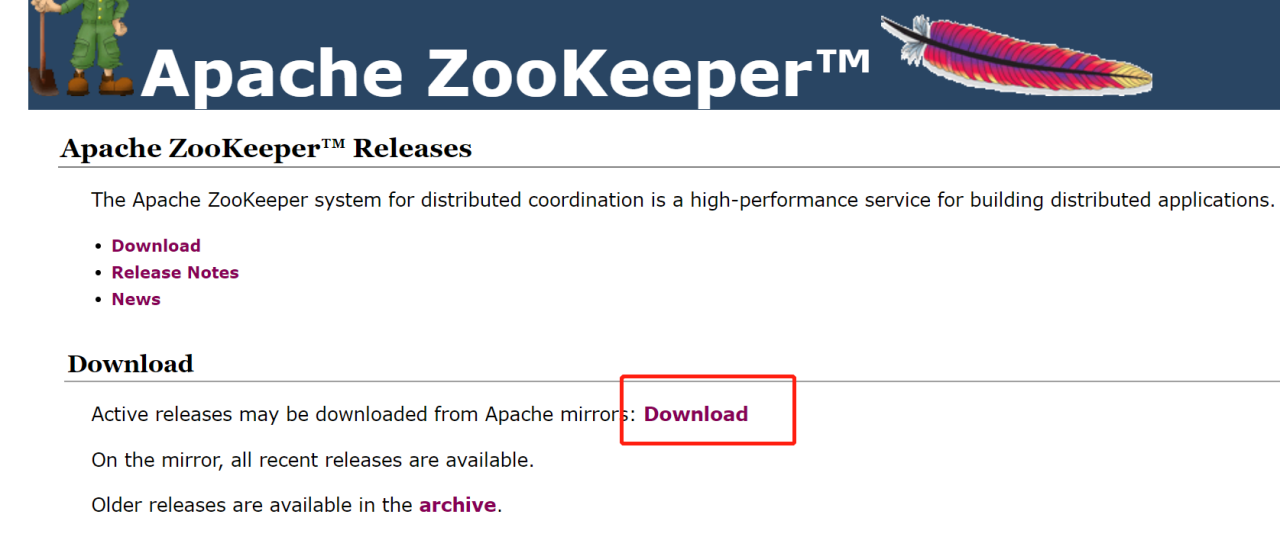 Apache ZooKeeper™
Apache ZooKeeper™ Releases
The Apache ZooKeeper system for distributed coordination is a high-performance service for building distributed applications.
• Download
• Release Notes
• News
Download
Active releases may be downloaded from Apache mirrors: Download
On the mirror, all recent releases are available.
Older releases are available in the archive.